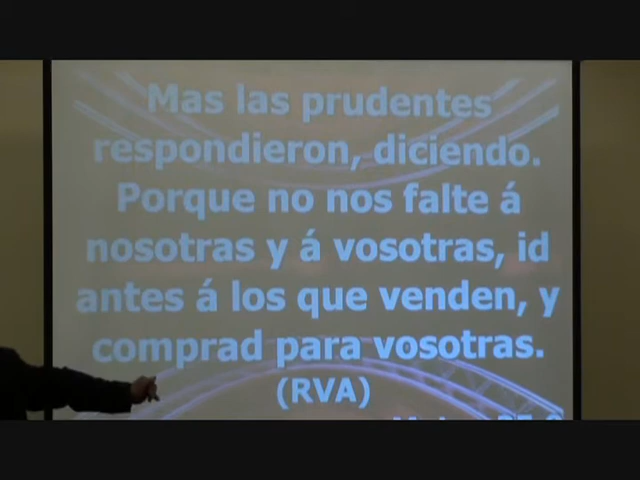 Mas las prudentes
respondieron, diciendo.
Porque no nos falte á
nosotras y á vosotras, id
antes á los que venden, y
comprad para vosotras.
(RVA)